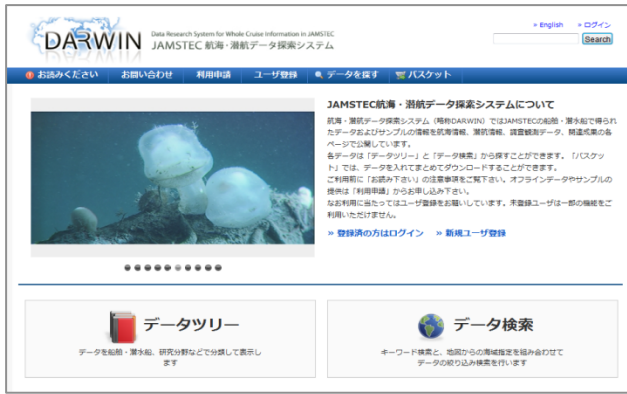 DARWIN
Data Research System for Whole Cruise Information in JAMSTEC
JAMSTEC 航海・潜航データ探索システム
» English » ログイン
Search
お読みください お問い合わせ 利用申請 ユーザ登録 データを探す バスケット
JAMSTEC航海・潜航データ探索システムについて
航海・潜航データ探索システム（略称DARWIN）ではJAMSTECの船舶・潜水船で得られ
たデータおよびサンプルの情報を航海情報、潜航情報、調査観測データ、関連成果の各
ページで公開しています。
各データは「データツリー」と「データ検索」から探すことができます。「バスケッ
ト」では、データを入れてまとめてダウンロードすることができます。
ご利用前に「お読み下さい」の注意事項をご覧下さい。オフラインデータやサンプルの
提供は「利用申請」からお申し込み下さい。
なお利用に当たってはユーザ登録をお願いしています。未登録ユーザは一部の機能をご
利用いただけません。
» 登録済の方はログイン » 新規ユーザ登録
データツリー
データを船舶・潜水船、研究分野などで分類して表示し
ます
データ検索
キーワード検索と、地図からの海域指定を組み合わせて
データの絞り込み検索を行います